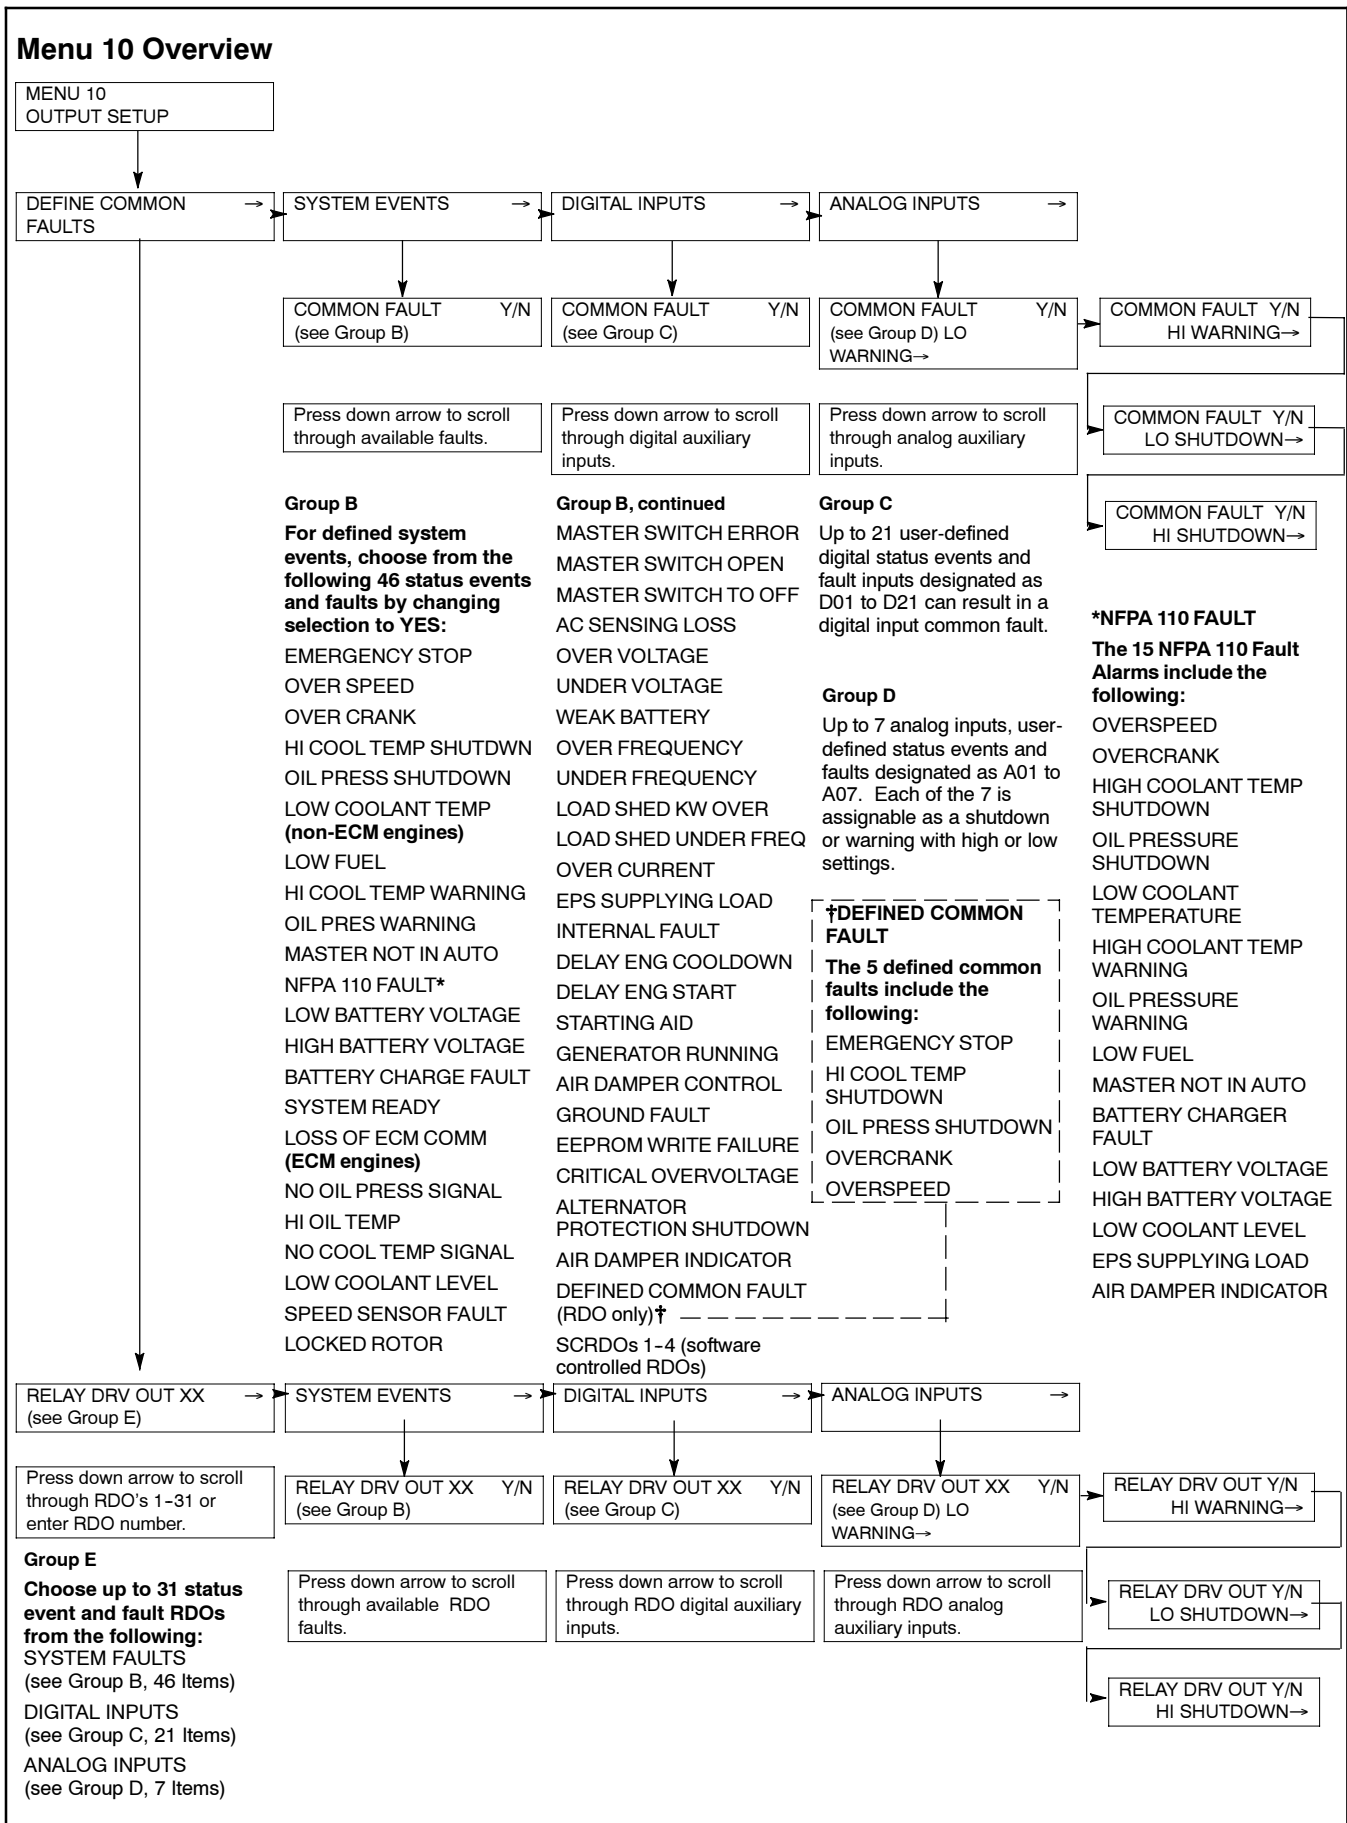 Menu 10 Overview
MENU 10
OUTPUT SETUP
DEFINE COMMON →
FAULTS
SYSTEM EVENTS →
DIGITAL INPUTS →
ANALOG INPUTS →
COMMON FAULT Y/N
(see Group B)
COMMON FAULT Y/N
(see Group C)
COMMON FAULT Y/N
(see Group D) LO
WARNING→
COMMON FAULT Y/N
HI WARNING→
COMMON FAULT Y/N
LO SHUTDOWN→
COMMON FAULT Y/N
HI SHUTDOWN→
Press down arrow to scroll
through available faults.
Press down arrow to scroll
through digital auxiliary
inputs.
Press down arrow to scroll
through analog auxiliary
inputs.
Group B
For defined system
events, choose from the
following 46 status events
and faults by changing
selection to YES:
EMERGENCY STOP
OVER SPEED
OVER CRANK
HI COOL TEMP SHUTDWN
OIL PRESS SHUTDOWN
LOW COOLANT TEMP
(non-ECM engines)
LOW FUEL
HI COOL TEMP WARNING
OIL PRES WARNING
MASTER NOT IN AUTO
NFPA 110 FAULT*
LOW BATTERY VOLTAGE
HIGH BATTERY VOLTAGE
BATTERY CHARGE FAULT
SYSTEM READY
LOSS OF ECM COMM
(ECM engines)
NO OIL PRESS SIGNAL
HI OIL TEMP
NO COOL TEMP SIGNAL
LOW COOLANT LEVEL
SPEED SENSOR FAULT
LOCKED ROTOR
Group B, continued
MASTER SWITCH ERROR
MASTER SWITCH OPEN
MASTER SWITCH TO OFF
AC SENSING LOSS
OVER VOLTAGE
UNDER VOLTAGE
WEAK BATTERY
OVER FREQUENCY
UNDER FREQUENCY
LOAD SHED KW OVER
LOAD SHED UNDER FREQ
OVER CURRENT
EPS SUPPLYING LOAD
INTERNAL FAULT
DELAY ENG COOLDOWN
DELAY ENG START
STARTING AID
GENERATOR RUNNING
AIR DAMPER CONTROL
GROUND FAULT
EEPROM WRITE FAILURE
CRITICAL OVERVOLTAGE
ALTERNATOR
PROTECTION SHUTDOWN
AIR DAMPER INDICATOR
DEFINED COMMON FAULT
(RDO only)†
SCRDOs 1-4 (software
controlled RDOs)
Group C
Up to 21 user-defined
digital status events and
fault inputs designated as
D01 to D21 can result in a
digital input common fault.
Group D
Up to 7 analog inputs, user-
defined status events and
faults designated as A01 to
A07. Each of the 7 is
assignable as a shutdown
or warning with high or low
settings.
†DEFINED COMMON
FAULT
The 5 defined common
faults include the
following:
EMERGENCY STOP
HI COOL TEMP
SHUTDOWN
OIL PRESS SHUTDOWN
OVERCRANK
OVERSPEED
*NFPA 110 FAULT
The 15 NFPA 110 Fault
Alarms include the
following:
OVERSPEED
OVERCRANK
HIGH COOLANT TEMP
SHUTDOWN
OIL PRESSURE
SHUTDOWN
LOW COOLANT
TEMPERATURE
HIGH COOLANT TEMP
WARNING
OIL PRESSURE
WARNING
LOW FUEL
MASTER NOT IN AUTO
BATTERY CHARGER
FAULT
LOW BATTERY VOLTAGE
HIGH BATTERY VOLTAGE
LOW COOLANT LEVEL
EPS SUPPLYING LOAD
AIR DAMPER INDICATOR
RELAY DRV OUT XX →
(see Group E)
SYSTEM EVENTS →
DIGITAL INPUTS →
ANALOG INPUTS →
Press down arrow to scroll
through RDO's 1-31 or
enter RDO number.
RELAY DRV OUT XX Y/N
(see Group B)
RELAY DRV OUT XX Y/N
(see Group C)
RELAY DRV OUT XX Y/N
(see Group D) LO
WARNING→
RELAY DRV OUT Y/N
HI WARNING→
RELAY DRV OUT Y/N
LO SHUTDOWN→
RELAY DRV OUT Y/N
HI SHUTDOWN→
Group E
Choose up to 31 status
event and fault RDOs
from the following:
SYSTEM FAULTS
(see Group B, 46 Items)
DIGITAL INPUTS
(see Group C, 21 Items)
ANALOG INPUTS
(see Group D, 7 Items)
Press down arrow to scroll
through available RDO
faults.
Press down arrow to scroll
through RDO digital auxiliary
inputs.
Press down arrow to scroll
through RDO analog
auxiliary inputs.